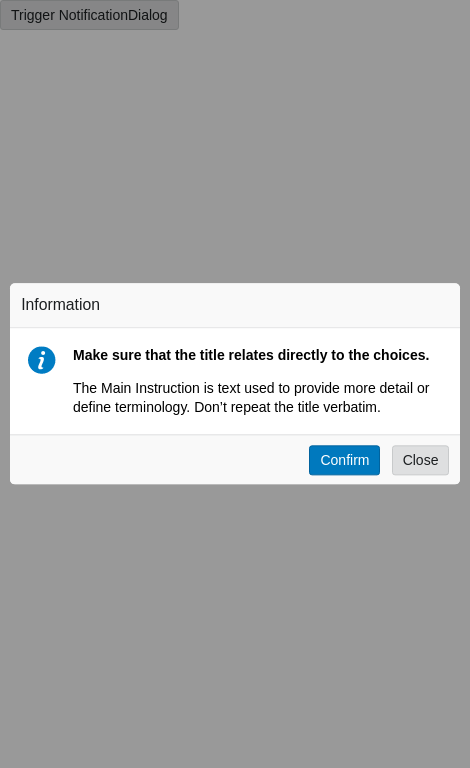 Trigger NotificationDialog
Information
Make sure that the title relates directly to the choices.
The Main Instruction is text used to provide more detail or
define terminology. Don’t repeat the title verbatim.
Confirm Close